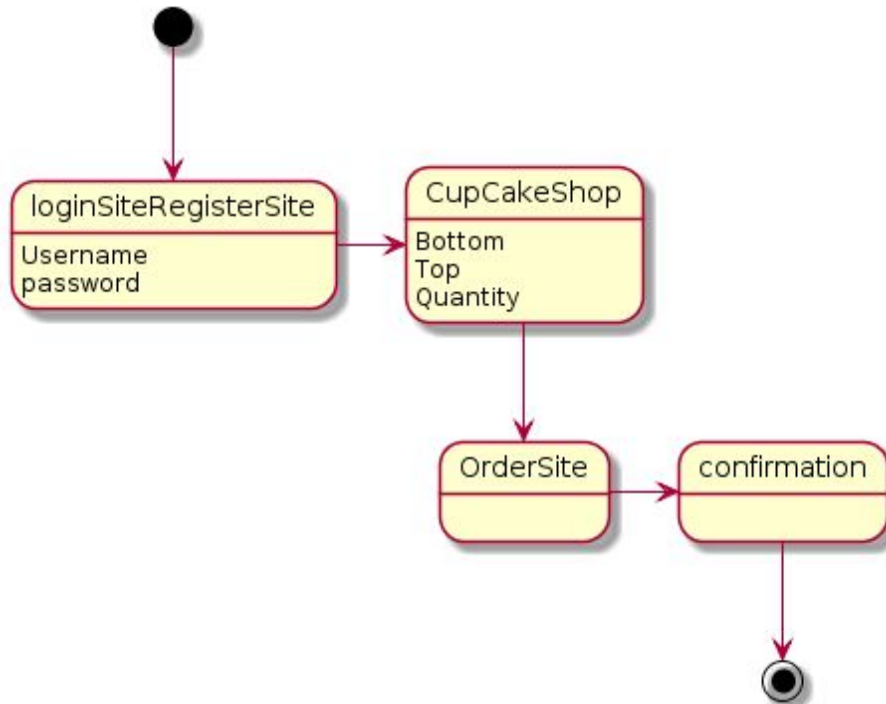 loginSiteRegisterSite
Username
password
CupCakeShop
Bottom
Top
Quantity
OrderSite
confirmation